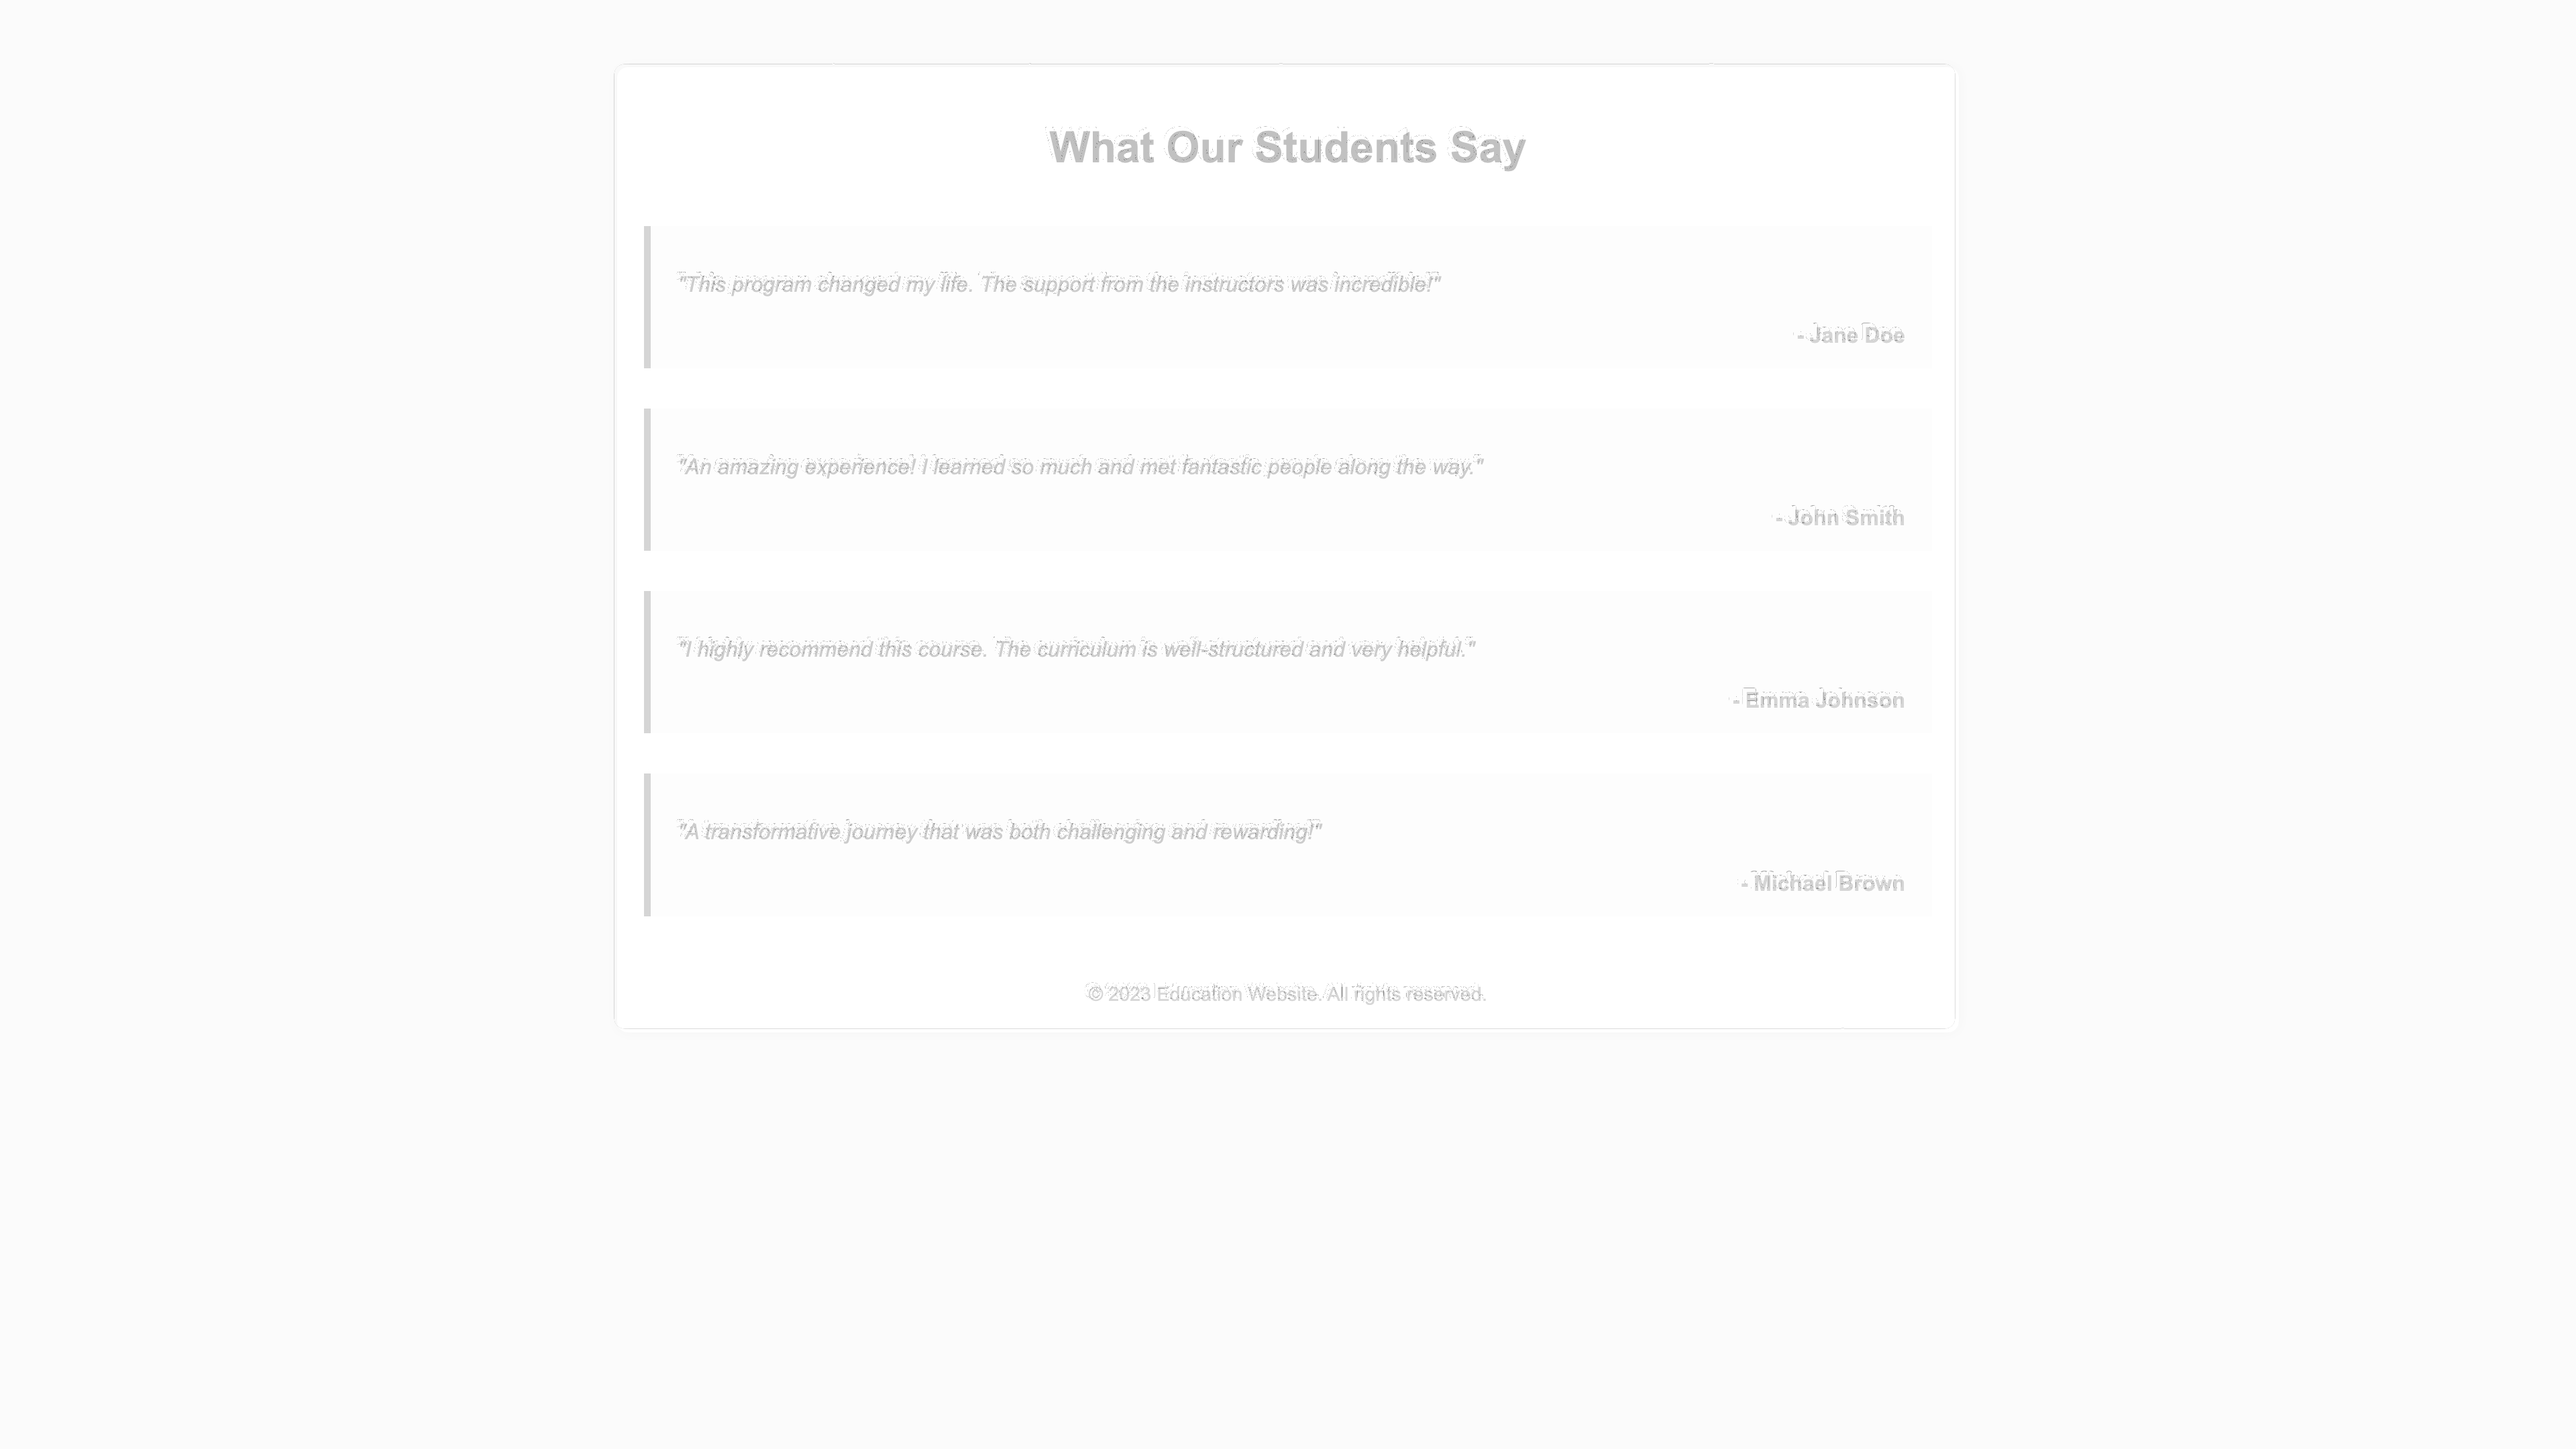 What Our Students Say
"This program changed my life. The support from the instructors was incredible!"
- Jane Doe
"An amazing experience! I learned so much and met fantastic people along the way."
- John Smith
"I highly recommend this course. The curriculum is well-structured and very helpful."
- Emma Johnson
"A transformative journey that was both challenging and rewarding!"
- Michael Brown
© 2023 Education Website. All rights reserved.